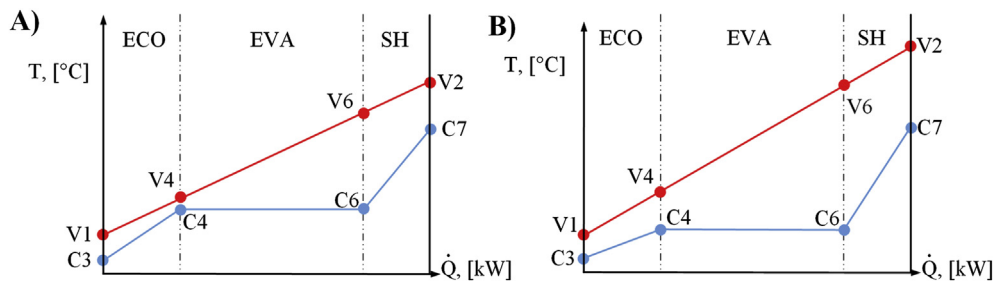 A)
ECO
EVA
SH
T, [°C]
V2
V6
C7
V4
C6
C4
V1
C3
Q̇, [kW]
B)
ECO
EVA
SH
V2
T, [°C]
V6
C7
V4
C4
C6
V1
C3
Q̇, [kW]